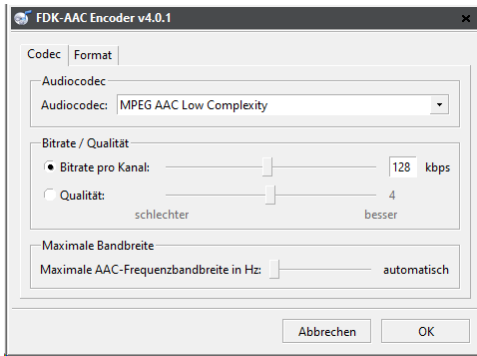 FDK-AAC Encoder v4.0.1
Codec Format
Audiocodec
Audiocodec: MPEG AAC Low Complexity
Bitrate / Qualität
Bitrate pro Kanal: 128 kbps
Qualität: 4
schlechter besser
Maximale Bandbreite
Maximale AAC-Frequenzbandbreite in Hz: automatisch
Abbrechen OK